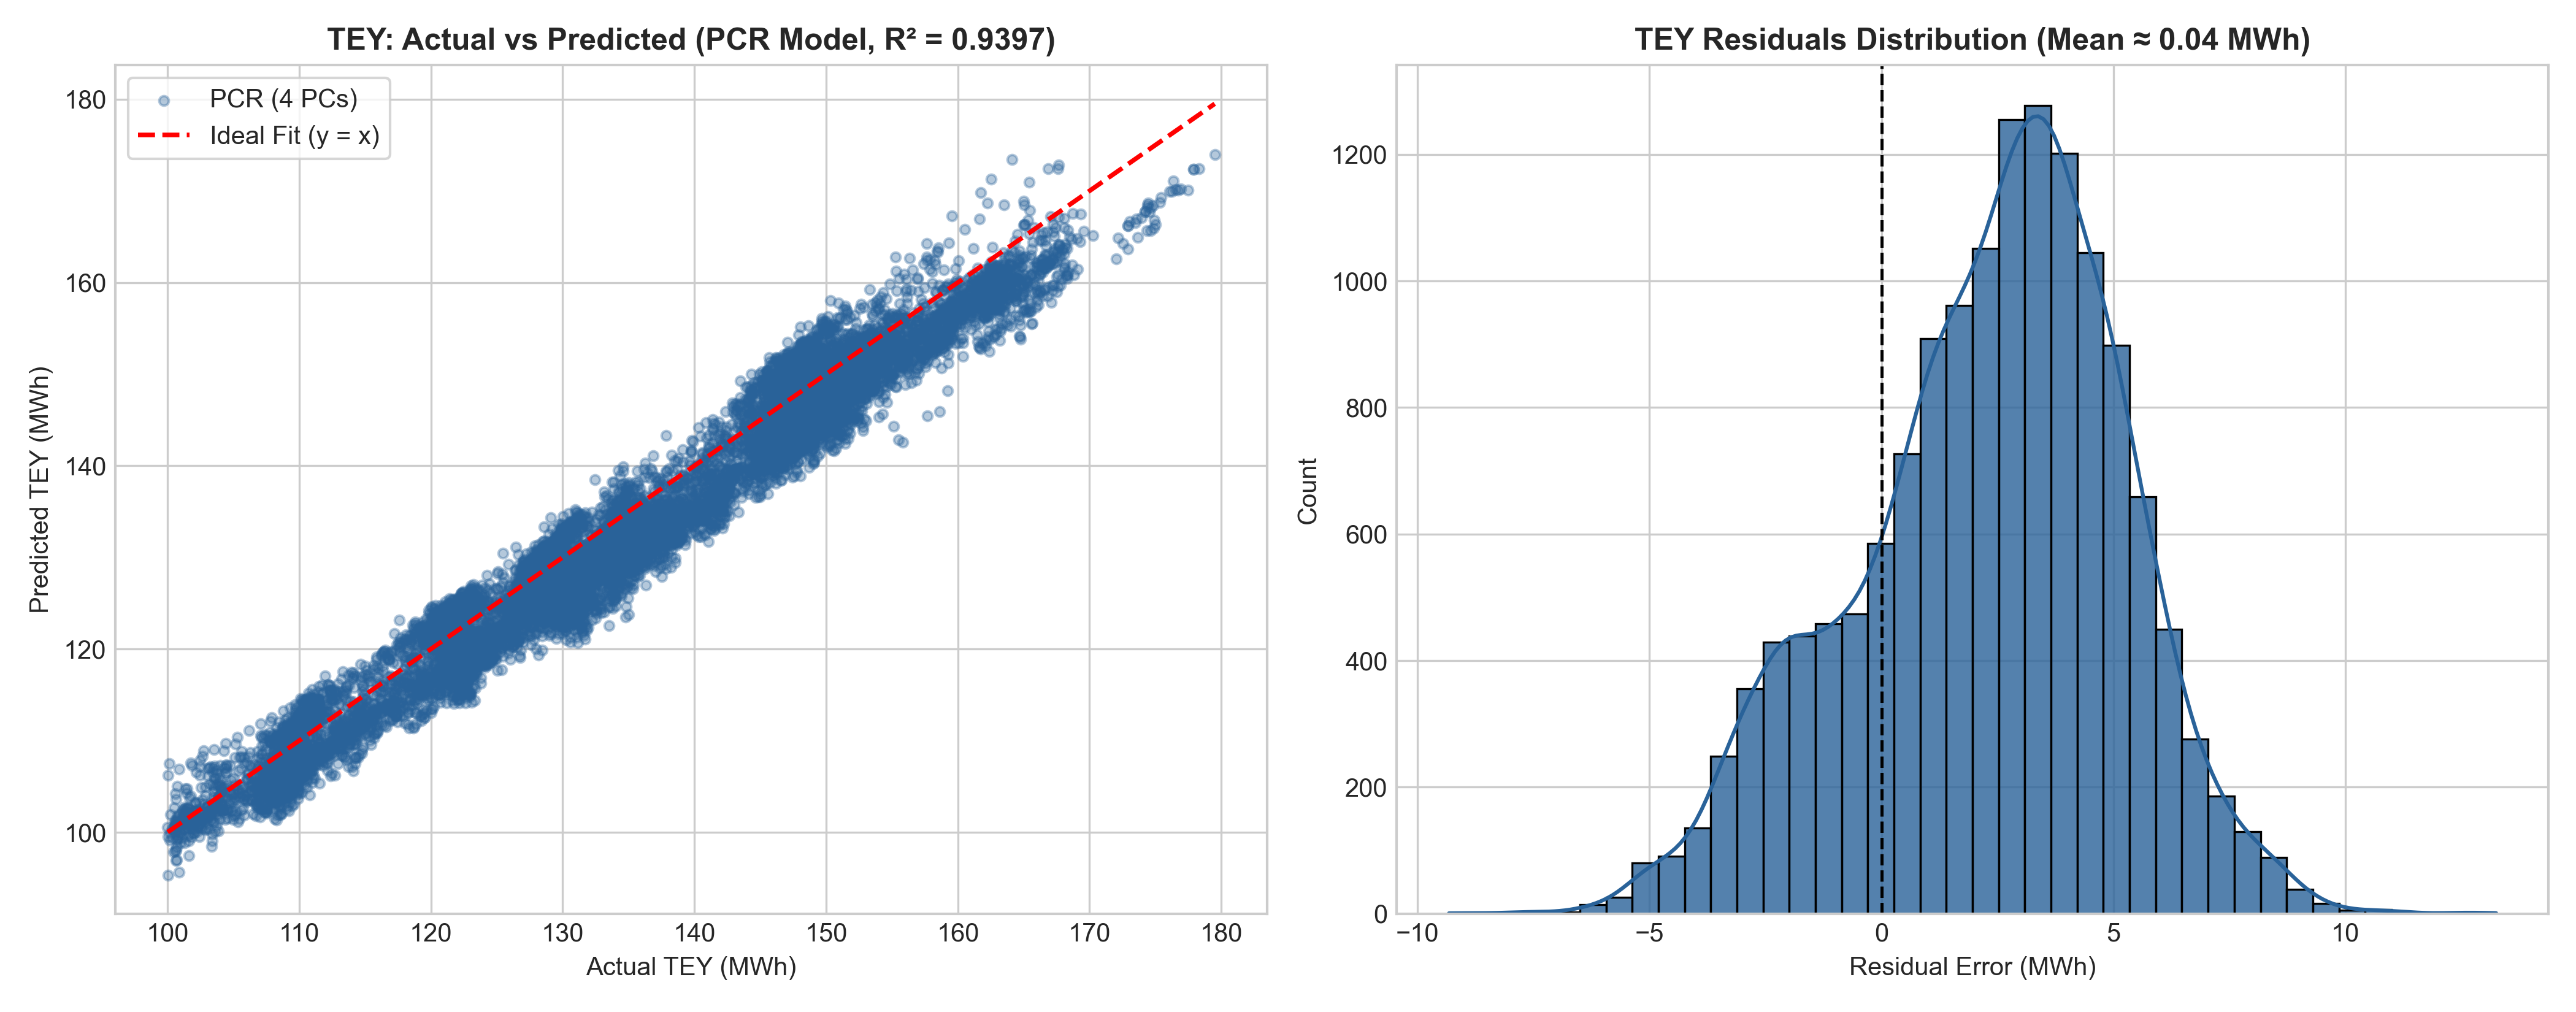 TEY: Actual vs Predicted (PCR Model, R² = 0.9397)
PCR (4 PCs)
Ideal Fit (y = x)
Predicted TEY (MWh)
180
160
140
120
100
100 110 120 130 140 150 160 170 180
Actual TEY (MWh)
TEY Residuals Distribution (Mean ≈ 0.04 MWh)
Count
1200
1000
800
600
400
200
0
−10 −5 0 5 10
Residual Error (MWh)